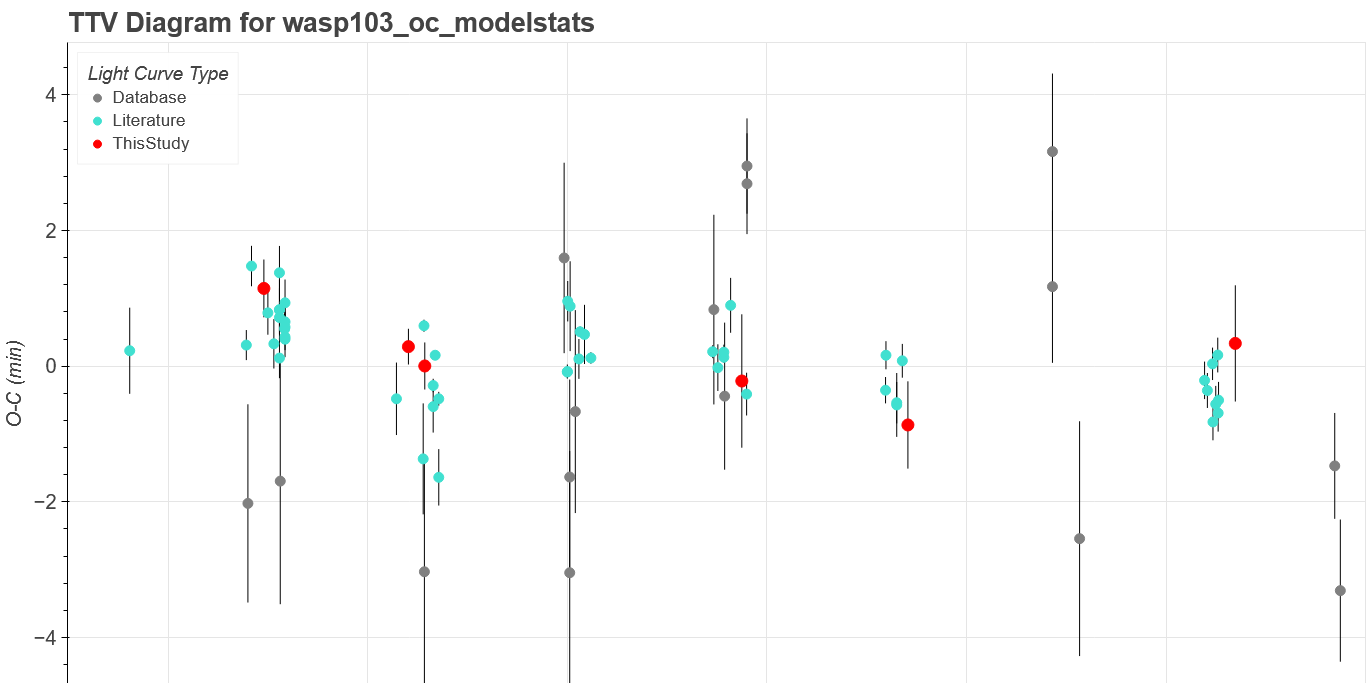 TTV Diagram for wasp103_oc_modelstats
Light Curve Type
Database
Literature
ThisStudy
4
2
0
−2
−4
O-C (min)